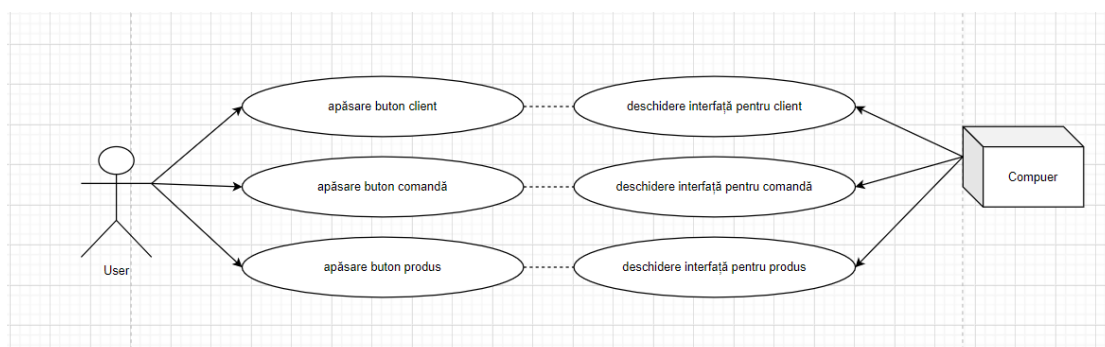 apăsare buton client
deschidere interfață pentru client
apăsare buton comandă
deschidere interfață pentru comandă
Compuer
apăsare buton produs
deschidere interfață pentru produs
User